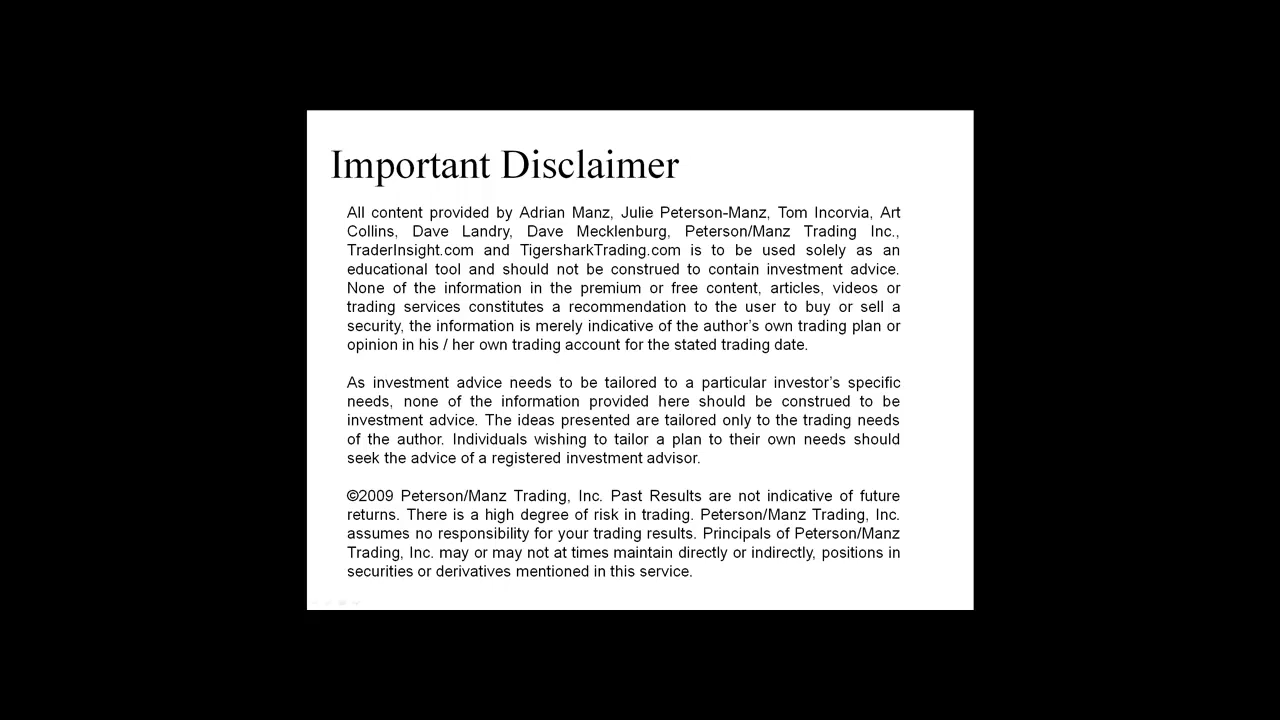 Important Disclaimer
All content provided by Adrian Manz, Julie Peterson-Manz, Tom Incorvia, Art
Collins, Dave Landry, Dave Mecklenburg, Peterson/Manz Trading Inc.,
TraderInsight.com and TigersharkTrading.com is to be used solely as an
educational tool and should not be construed to contain investment advice.
None of the information in the premium or free content, articles, videos or
trading services constitutes a recommendation to the user to buy or sell a
security, the information is merely indicative of the author’s own trading plan or
opinion in his / her own trading account for the stated trading date.
As investment advice needs to be tailored to a particular investor’s specific
needs, none of the information provided here should be construed to be
investment advice. The ideas presented are tailored only to the trading needs
of the author. Individuals wishing to tailor a plan to their own needs should
seek the advice of a registered investment advisor.
©2009 Peterson/Manz Trading, Inc. Past Results are not indicative of future
returns. There is a high degree of risk in trading. Peterson/Manz Trading, Inc.
assumes no responsibility for your trading results. Principals of Peterson/Manz
Trading, Inc. may or may not at times maintain directly or indirectly, positions in
securities or derivatives mentioned in this service.